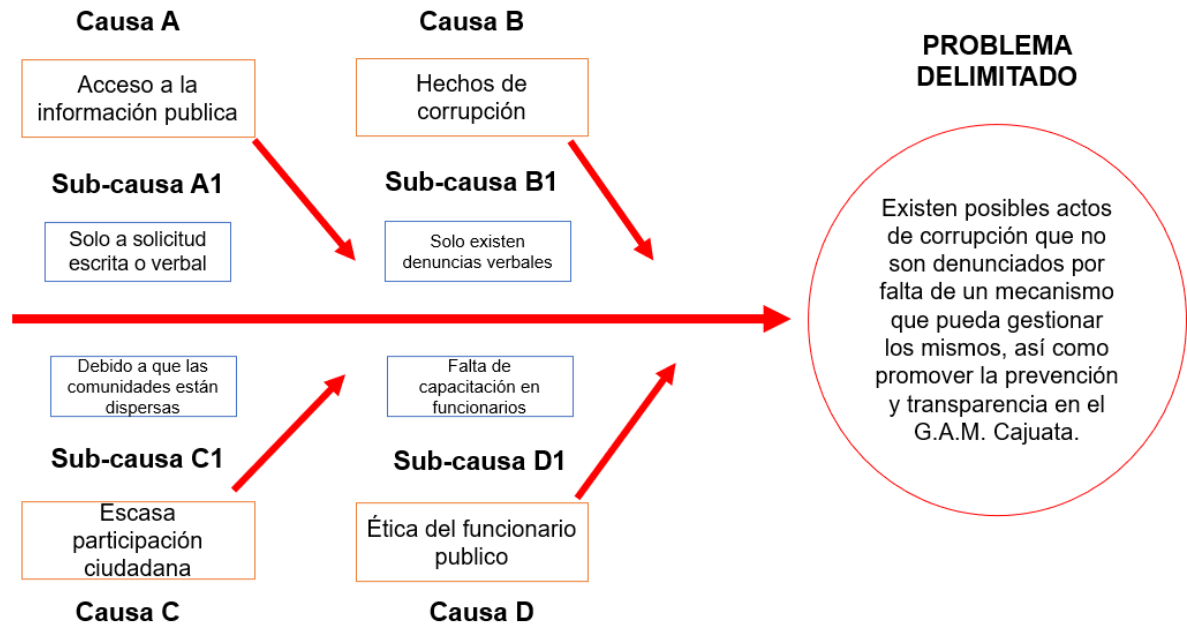 Causa A
Acceso a la
información publica
Sub-causa A1
Solo a solicitud
escrita o verbal
Causa B
Hechos de
corrupción
Sub-causa B1
Solo existen
denuncias verbales
Debido a que las
comunidades están
dispersas
Sub-causa C1
Escasa
participación
ciudadana
Causa C
Falta de
capacitación en
funcionarios
Sub-causa D1
Ética del funcionario
publico
Causa D
PROBLEMA
DELIMITADO
Existen posibles actos
de corrupción que no
son denunciados por
falta de un mecanismo
que pueda gestionar
los mismos, así como
promover la prevención
y transparencia en el
G.A.M. Cajuata.